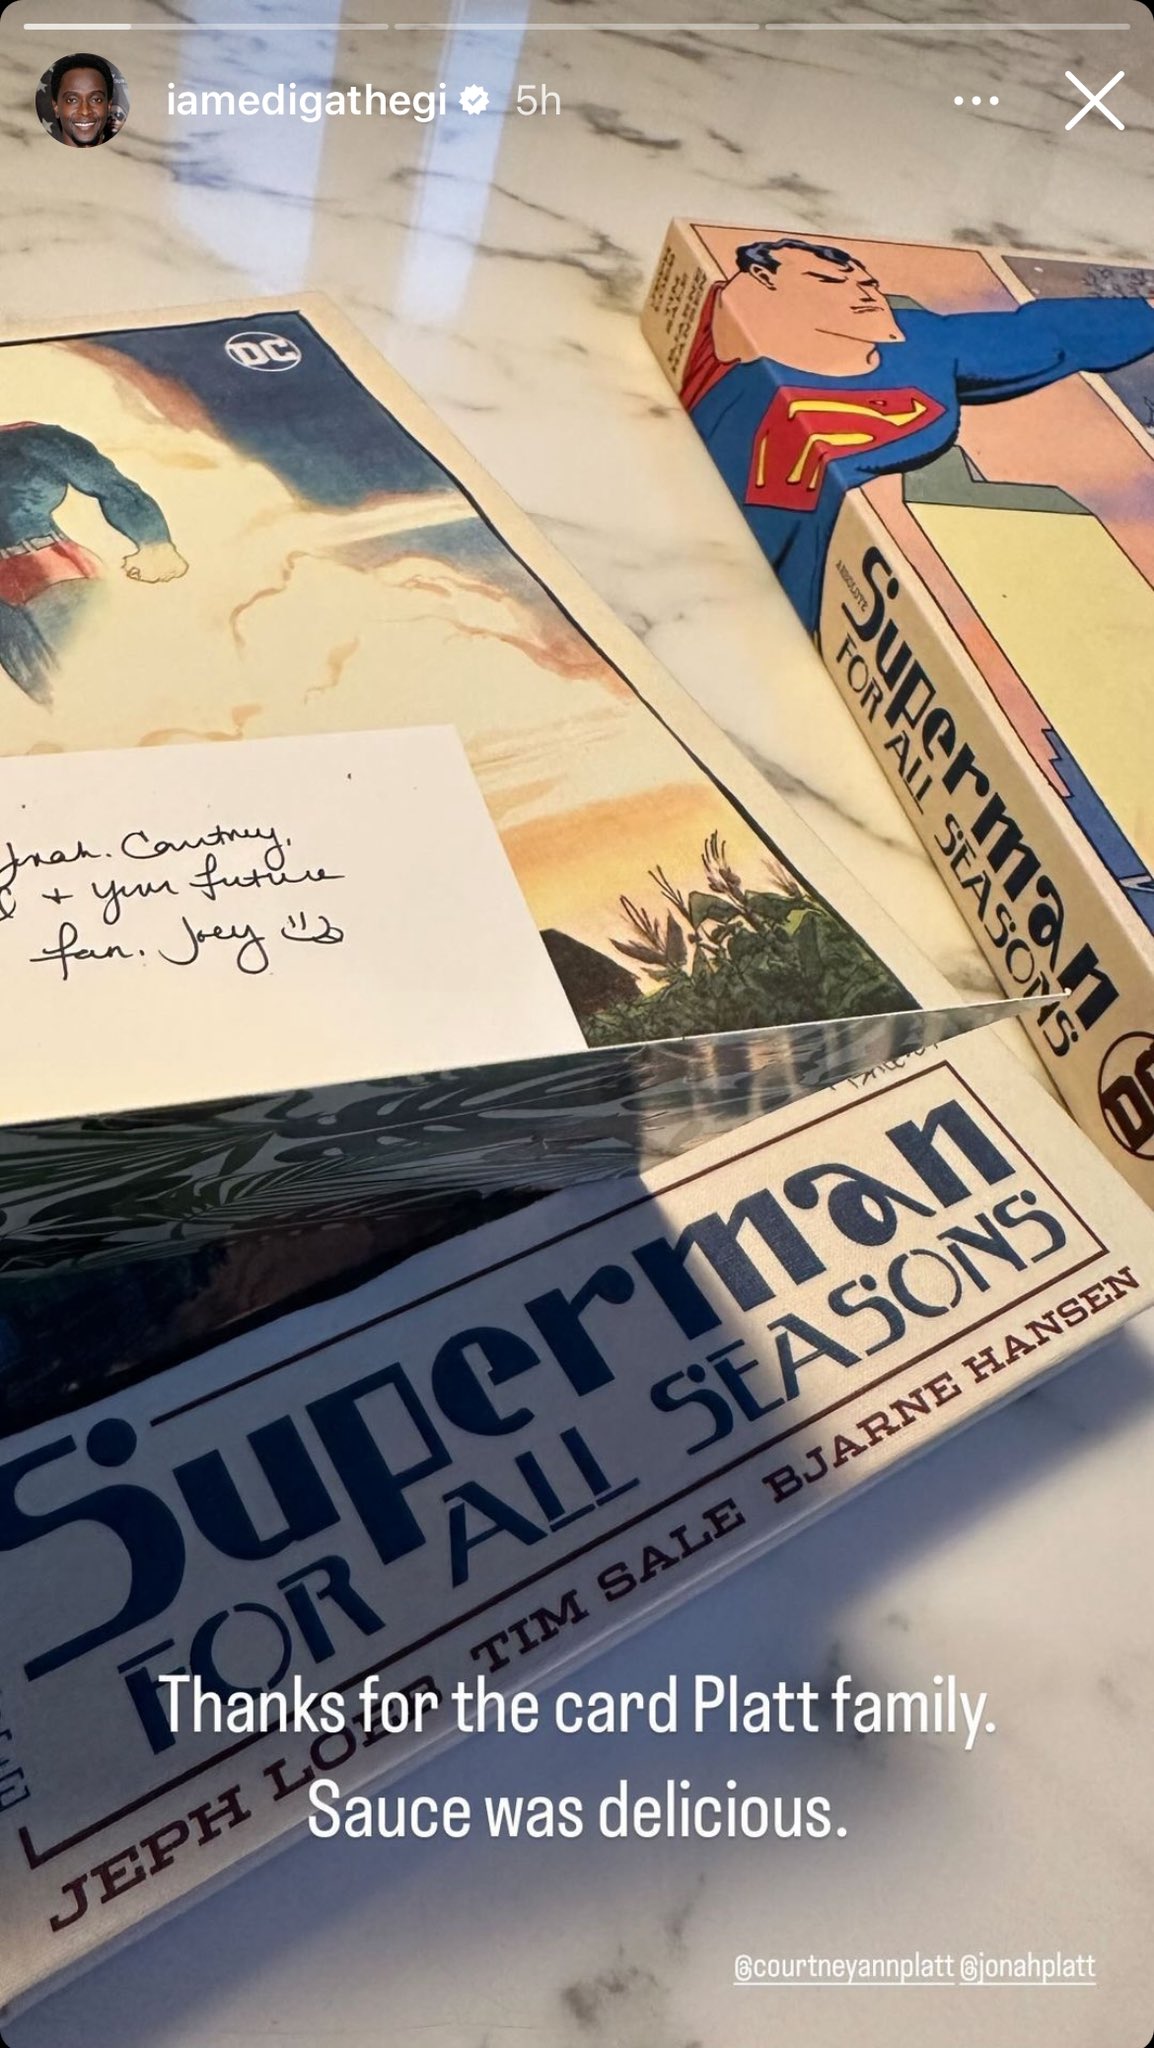 iamedigathegi 5h
DC
Superman
FOR ALL SEASONS
Jonah. Courtney,
+ your future
fan. Joey
Superman
FOR ALL SEASONS
JEPH LOEB TIM SALE BJARNE HANSEN
Thanks for the card Platt family.
Sauce was delicious.
@courtneyannplatt @jonahplatt